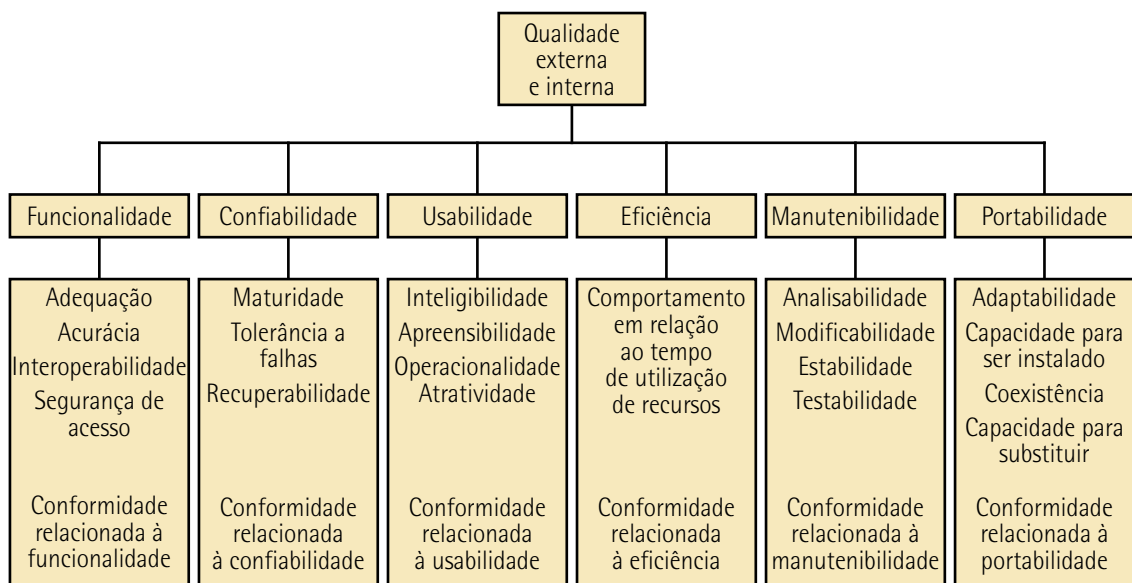 Qualidade
externa
e interna
Funcionalidade
Confiabilidade
Usabilidade
Eficiência
Manutenibilidade
Portabilidade
Adequação
Acurácia
Interoperabilidade
Segurança de
acesso
Conformidade
relacionada à
funcionalidade
Maturidade
Tolerância a
falhas
Recuperabilidade
Conformidade
relacionada
à confiabilidade
Inteligibilidade
Apreensibilidade
Operacionalidade
Atratividade
Conformidade
relacionada
à usabilidade
Comportamento
em relação
ao tempo
de utilização
de recursos
Conformidade
relacionada
à eficiência
Analisabilidade
Modificabilidade
Estabilidade
Testabilidade
Conformidade
relacionada à
manutenibilidade
Adaptabilidade
Capacidade para
ser instalado
Coexistência
Capacidade para
substituir
Conformidade
relacionada à
portabilidade